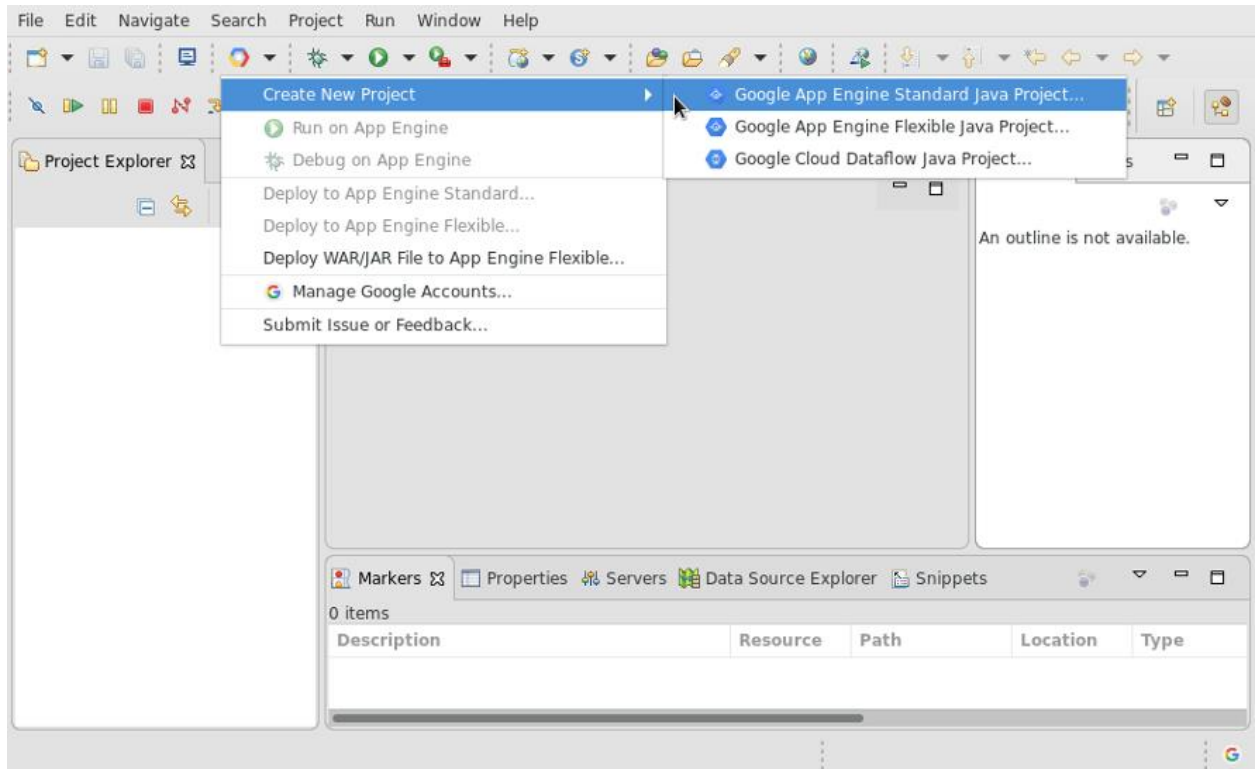 File Edit Navigate Search Project Run Window Help
Create New Project
Google App Engine Standard Java Project...
Run on App Engine
Google App Engine Flexible Java Project...
Debug on App Engine
Google Cloud Dataflow Java Project...
Project Explorer
Deploy to App Engine Standard...
Deploy to App Engine Flexible...
An outline is not available.
Deploy WAR/JAR File to App Engine Flexible...
Manage Google Accounts...
Submit Issue or Feedback...
Markers Properties Servers Data Source Explorer Snippets
0 items
Description Resource Path Location Type